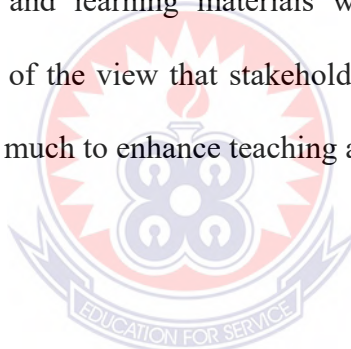 and learning materials w
of the view that stakehold
much to enhance teaching a
EDUCATION FOR SERVICE